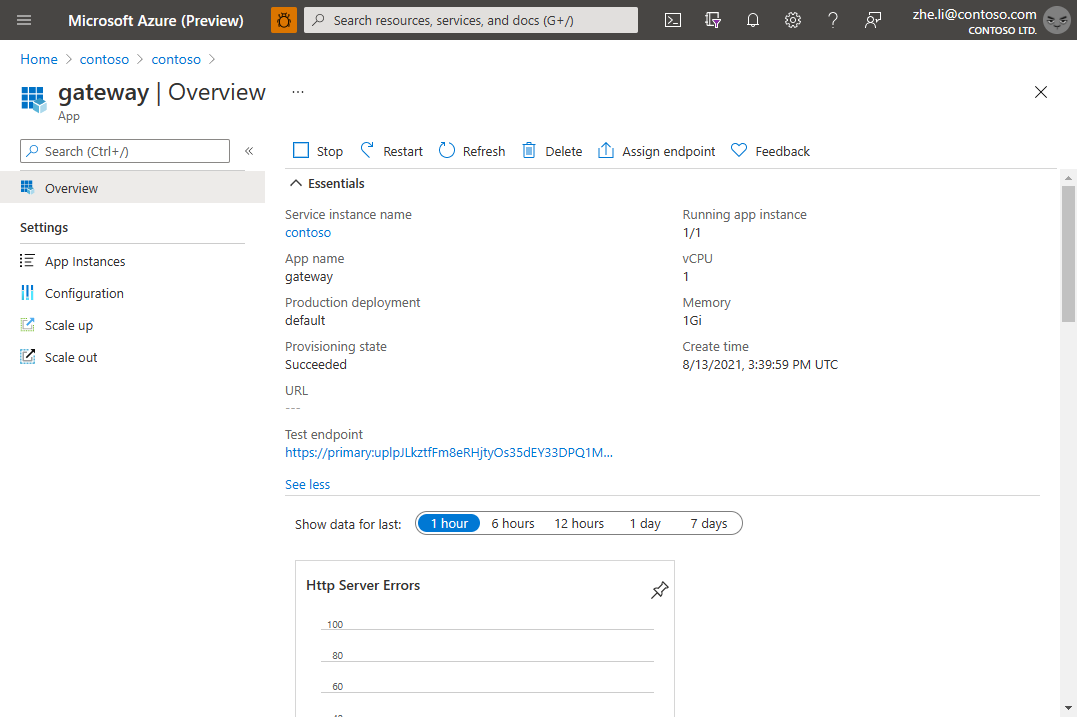 Microsoft Azure (Preview)
Search resources, services, and docs (G+/)
zhe.li@contoso.com
CONTOSO LTD.
Home > contoso > contoso >
gateway | Overview ...
App
Search (Ctrl+/)
«
Overview
Settings
App Instances
Configuration
Scale up
Scale out
Stop Restart Refresh Delete Assign endpoint Feedback
Essentials
Service instance name
contoso
App name
gateway
Production deployment
default
Provisioning state
Succeeded
URL
---
Test endpoint
https://primary:uplpJLkztfFm8eRHjtyOs35dEY33DPQ1M...
See less
Running app instance
1/1
vCPU
1
Memory
1Gi
Create time
8/13/2021, 3:39:59 PM UTC
Show data for last: 1 hour 6 hours 12 hours 1 day 7 days
Http Server Errors
100
80
60